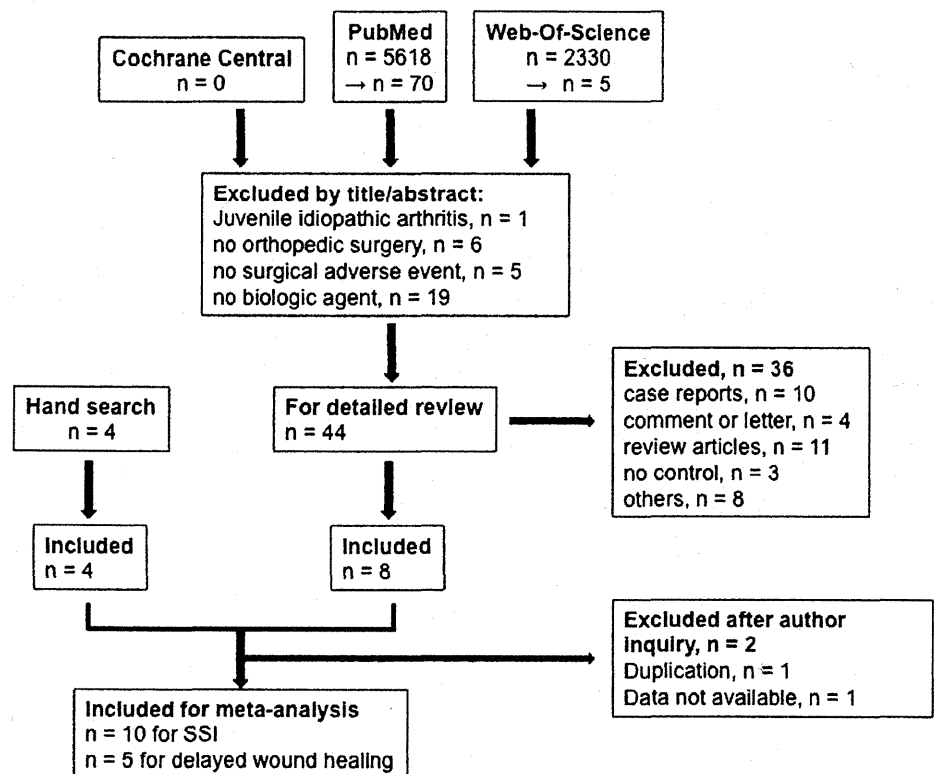 Cochrane Central
n = 0
PubMed
n = 5618
→ n = 70
Web-Of-Science
n = 2330
→ n = 5
Excluded by title/abstract:
Juvenile idiopathic arthritis, n = 1
no orthopedic surgery, n = 6
no surgical adverse event, n = 5
no biologic agent, n = 19
Hand search
n = 4
For detailed review
n = 44
Excluded, n = 36
case reports, n = 10
comment or letter, n = 4
review articles, n = 11
no control, n = 3
others, n = 8
Included
n = 4
Included
n = 8
Excluded after author
inquiry, n = 2
Duplication, n = 1
Data not available, n = 1
Included for meta-analysis
n = 10 for SSI
n = 5 for delayed wound healing